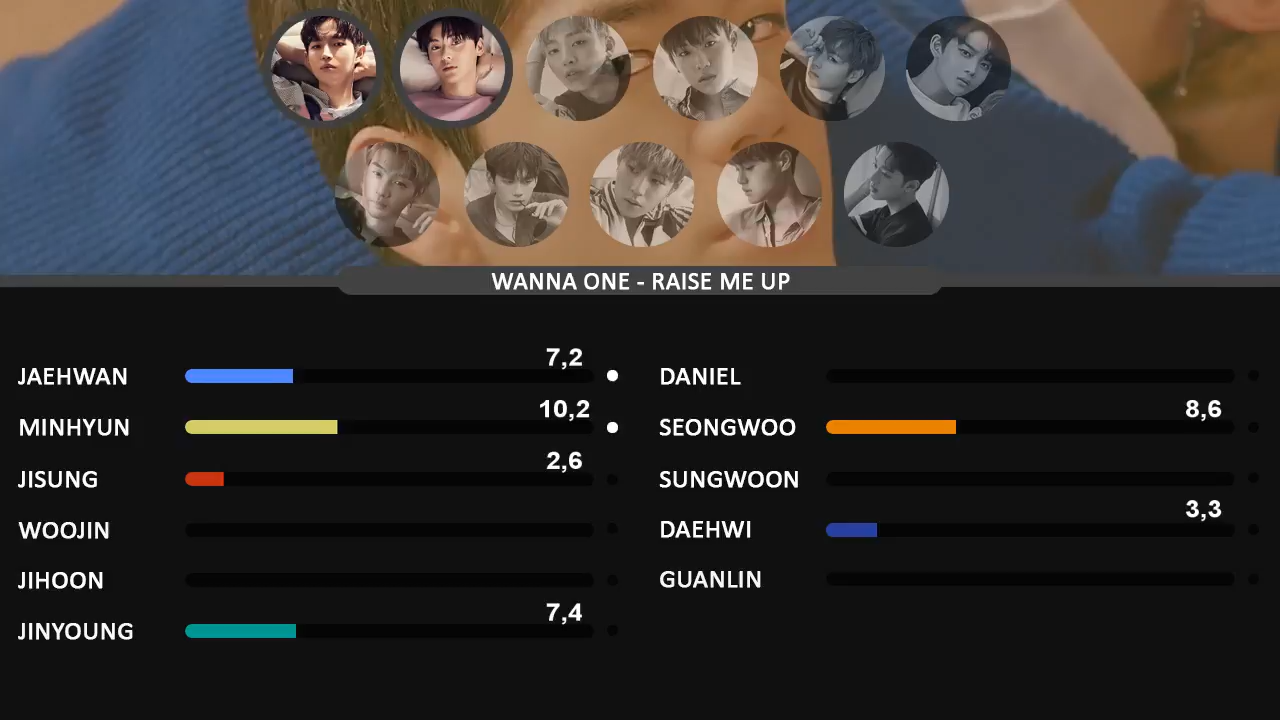 WANNA ONE - RAISE ME UP
JAEHWAN 7,2
MINHYUN 10,2
JISUNG 2,6
WOOJIN
JIHOON
JINYOUNG 7,4
DANIEL
SEONGWOO 8,6
SUNGWOON
DAEHWI 3,3
GUANLIN